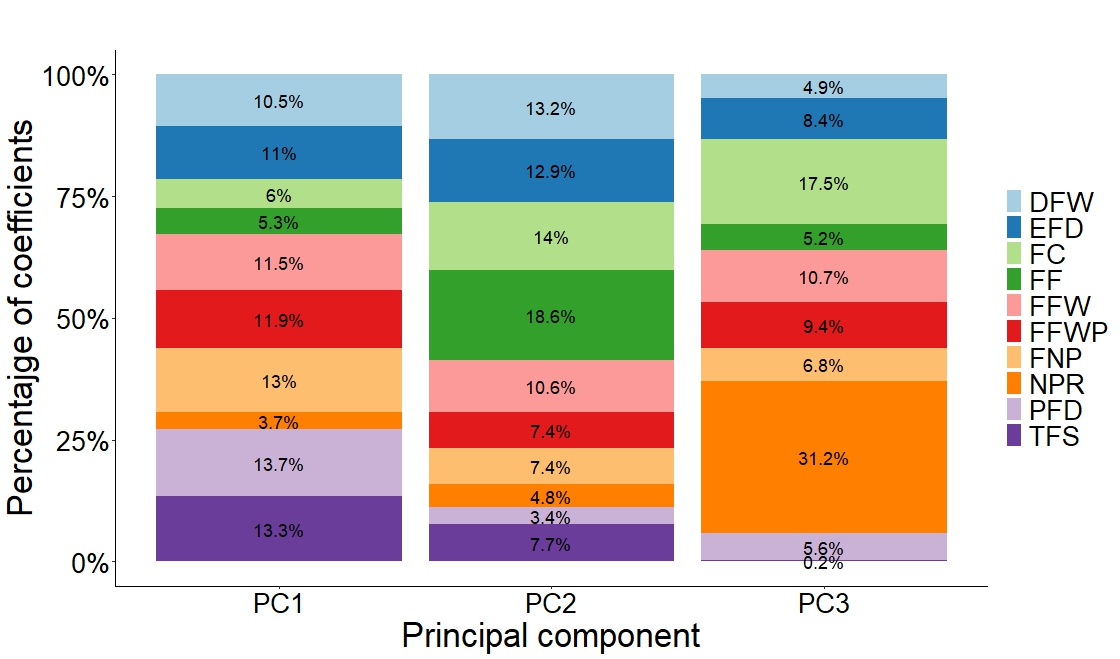 Percentajge of coefficients
100%
75%
50%
25%
0%
10.5%
11%
6%
5.3%
11.5%
11.9%
13%
3.7%
13.7%
13.3%
13.2%
12.9%
14%
18.6%
10.6%
7.4%
7.4%
4.8%
3.4%
7.7%
4.9%
8.4%
17.5%
5.2%
10.7%
9.4%
6.8%
31.2%
5.6%
0.2%
PC1 PC2 PC3
Principal component
DFW
EFD
FC
FF
FFW
FFWP
FNP
NPR
PFD
TFS